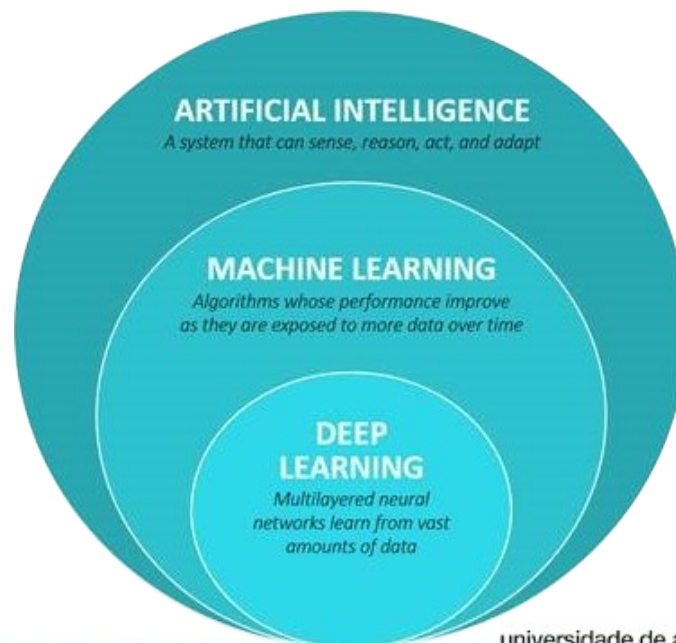 ARTIFICIAL INTELLIGENCE
A system that can sense, reason, act, and adapt
MACHINE LEARNING
Algorithms whose performance improve
as they are exposed to more data over time
DEEP
LEARNING
Multilayered neural
networks learn from vast
amounts of data
universidade de a